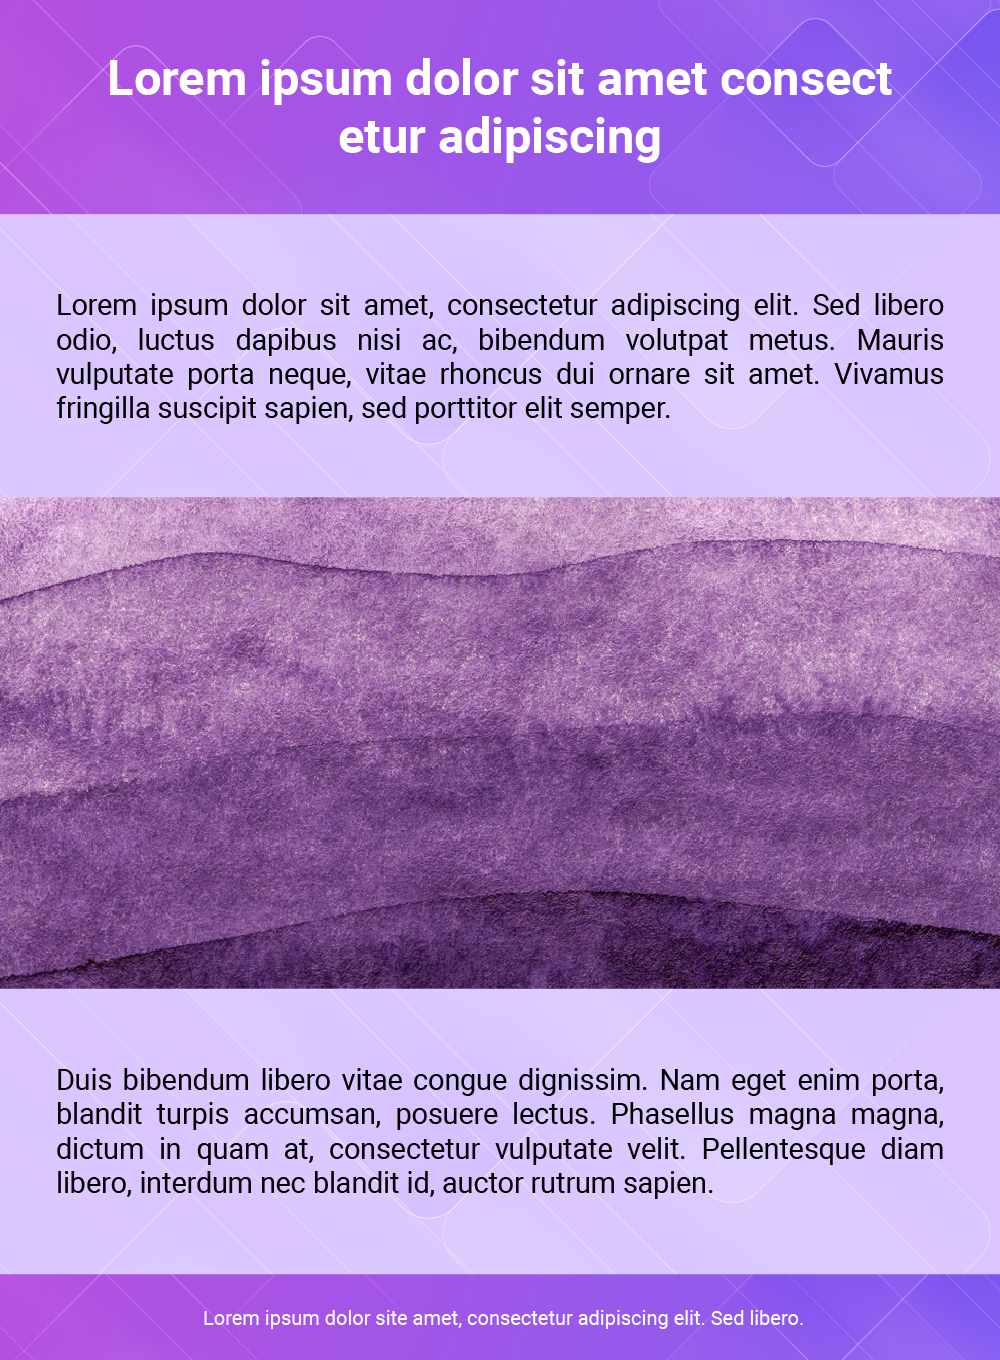 Lorem ipsum dolor sit amet consect
etur adipiscing
Lorem ipsum dolor sit amet, consectetur adipiscing elit. Sed libero
odio, luctus dapibus nisi ac, bibendum volutpat metus. Mauris
vulputate porta neque, vitae rhoncus dui ornare sit amet. Vivamus
fringilla suscipit sapien, sed porttitor elit semper.
Duis bibendum libero vitae congue dignissim. Nam eget enim porta,
blandit turpis accumsan, posuere lectus. Phasellus magna magna,
dictum in quam at, consectetur vulputate velit. Pellentesque diam
libero, interdum nec blandit id, auctor rutrum sapien.
Lorem ipsum dolor site amet, consectetur adipiscing elit. Sed libero.